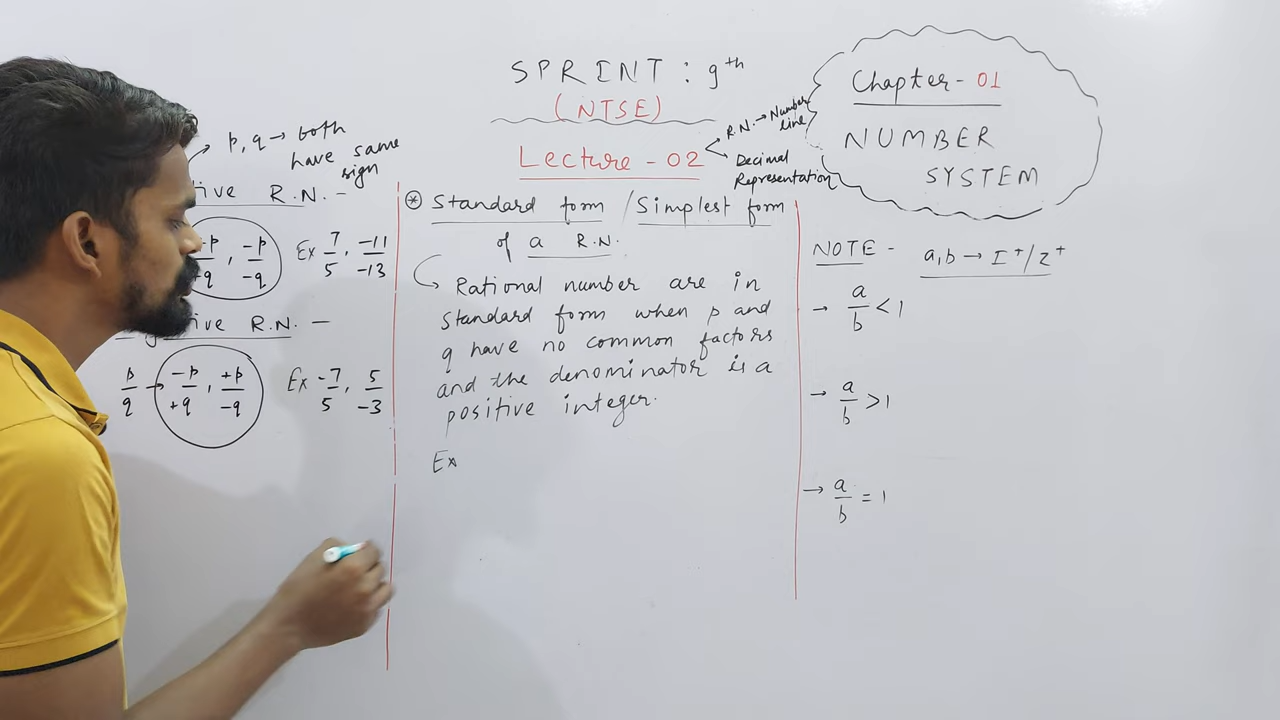 SPRINT : 9th
(NTSE)
Lecture - 02
R.N. → Number line
Decimal Representation
Chapter - 01
NUMBER
SYSTEM
p, q → both
have same
sign
tive R.N. -
-p/+q , -p/-q Ex 7/5 , -11/-13
tive R.N. -
p/q → -p/+q , +p/-q Ex -7/5 , 5/-3
⊛ Standard form / Simplest form
of a R.N.
Rational number are in
standard form when p and
q have no common factors
and the denominator is a
positive integer.
Ex
NOTE - a, b → I⁺/Z⁺
→ a/b < 1
→ a/b > 1
→ a/b = 1